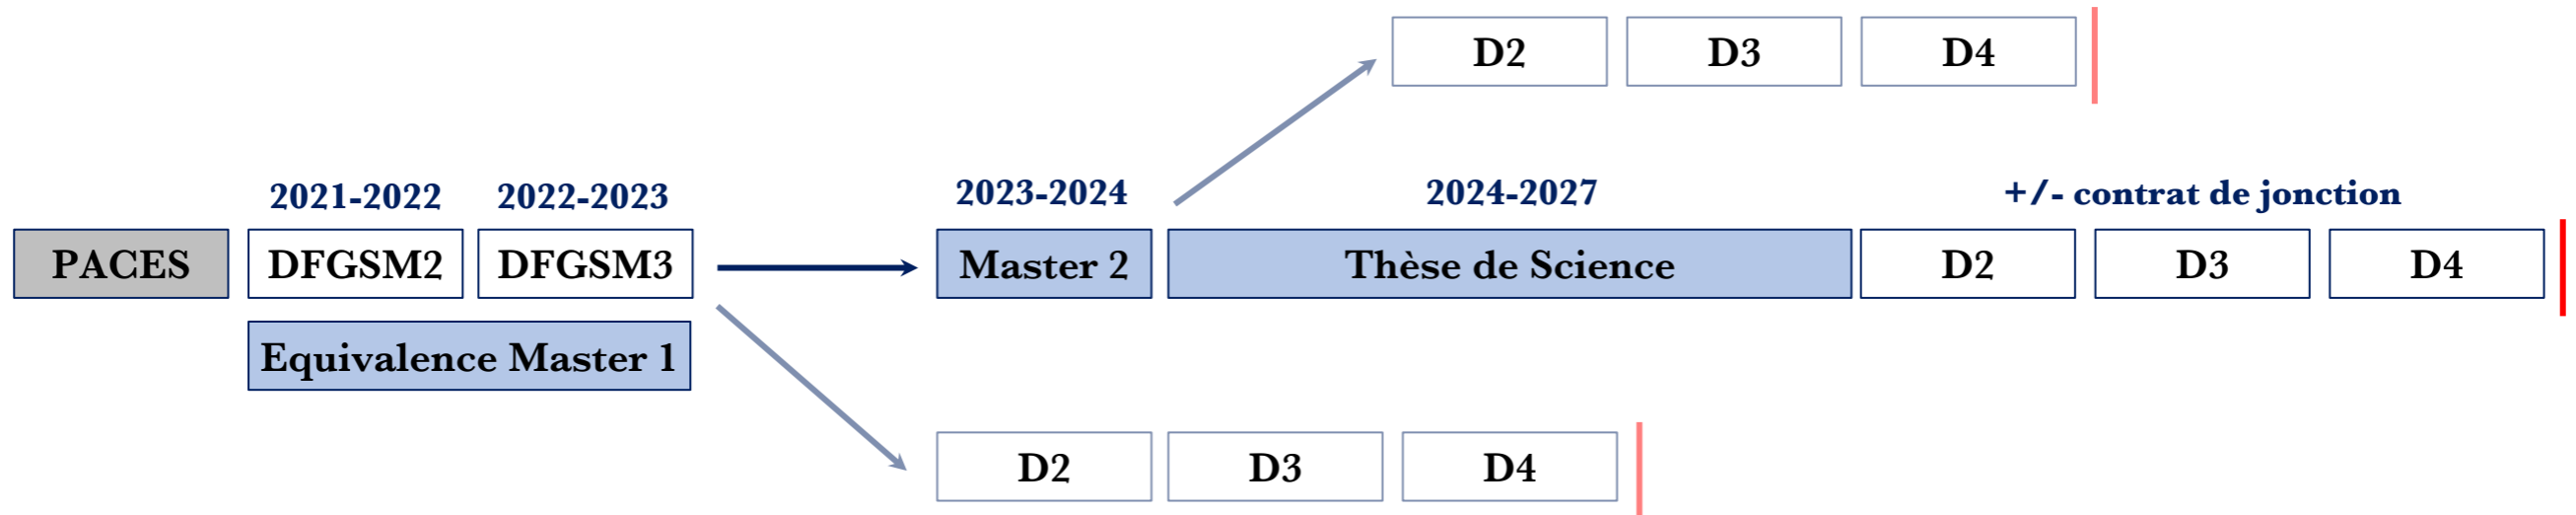 D2
D3
D4
2021-2022
2022-2023
2023-2024
2024-2027
+/- contrat de jonction
PACES
DFGSM2
DFGSM3
Master 2
Thèse de Science
D2
D3
D4
Equivalence Master 1
D2
D3
D4